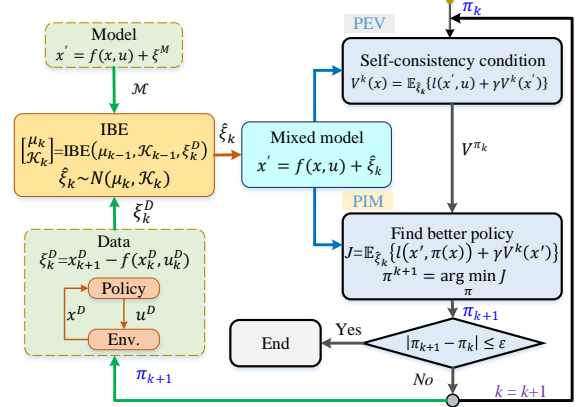 Model
x′ = f(x, u) + ξ^M
ℳ
IBE
[μ_k 𝒦_k]=IBE(μ_{k−1}, 𝒦_{k−1}, ξ_k^D)
ξ̂_k~N(μ_k, 𝒦_k)
ξ_k^D
Data
ξ_k^D=x_{k+1}^D − f(x_k^D, u_k^D)
Policy
x^D
u^D
Env.
π_{k+1}
ξ̂_k
Mixed model
x′ = f(x, u) + ξ̂_k
π_k
PEV
Self-consistency condition
V^k(x) = 𝔼_{ξ̂_k}{l(x′, u) + γV^k(x′)}
V^{π_k}
PIM
Find better policy
J=𝔼_{ξ̂_k}{l(x′, π(x)) + γV^k(x′)}
π^{k+1} = arg min J
π
π_{k+1}
|π_{k+1} − π_k| ≤ ε
Yes
End
No
k = k+1